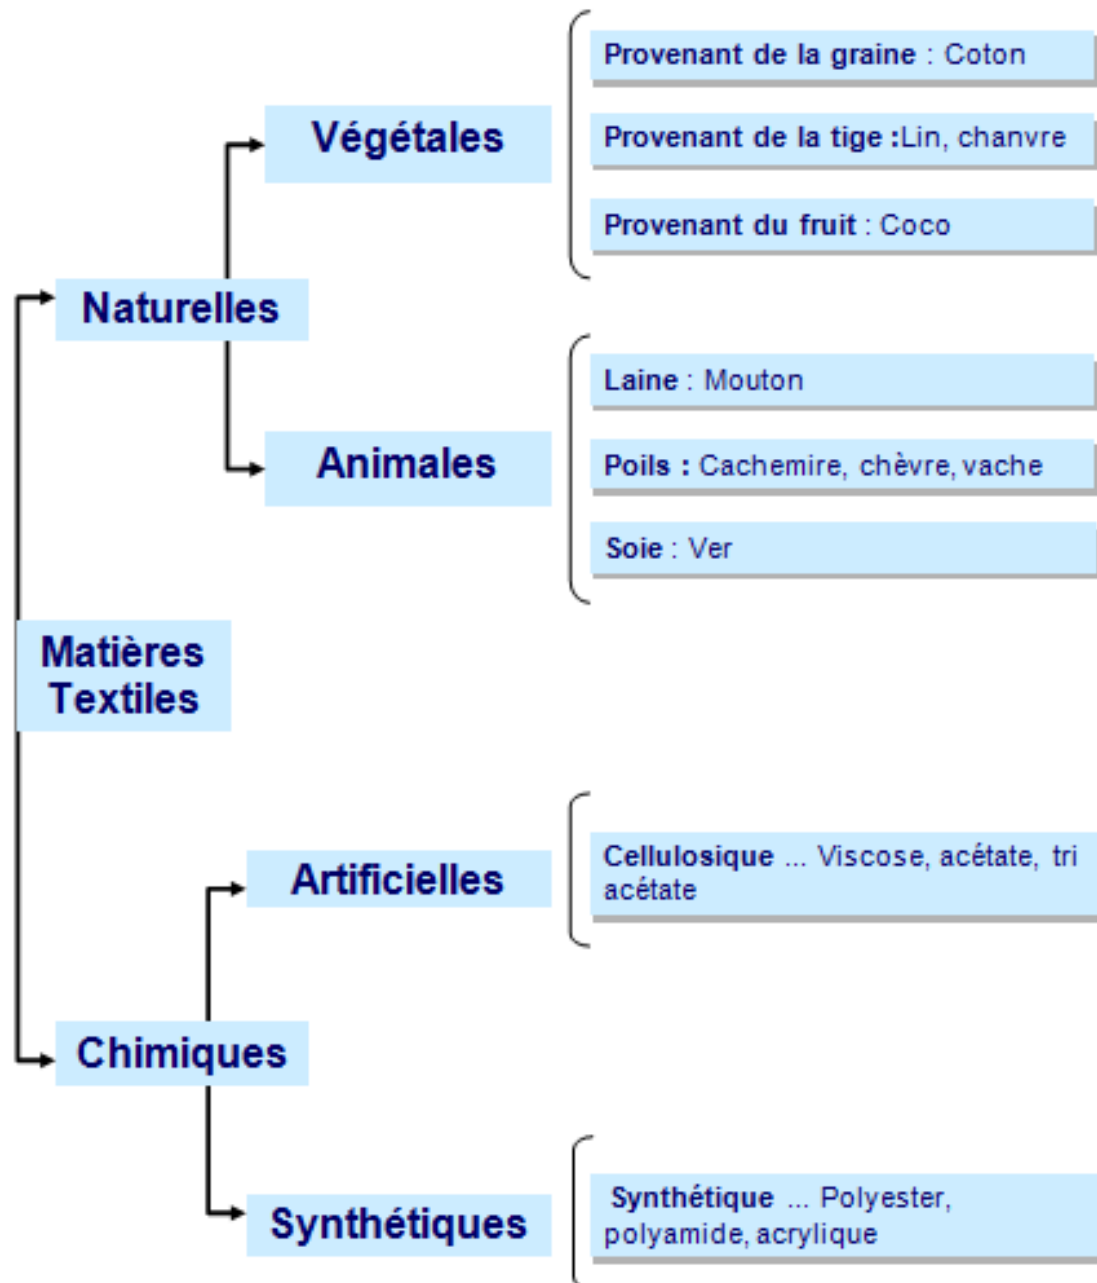 Provenant de la graine : Coton
Végétales
Provenant de la tige :Lin, chanvre
Provenant du fruit : Coco
Naturelles
Laine : Mouton
Animales
Poils : Cachemire, chèvre, vache
Soie : Ver
Matières
Textiles
Cellulosique ... Viscose, acétate, tri
acétate
Artificielles
Chimiques
Synthétiques
Synthétique ... Polyester,
polyamide, acrylique